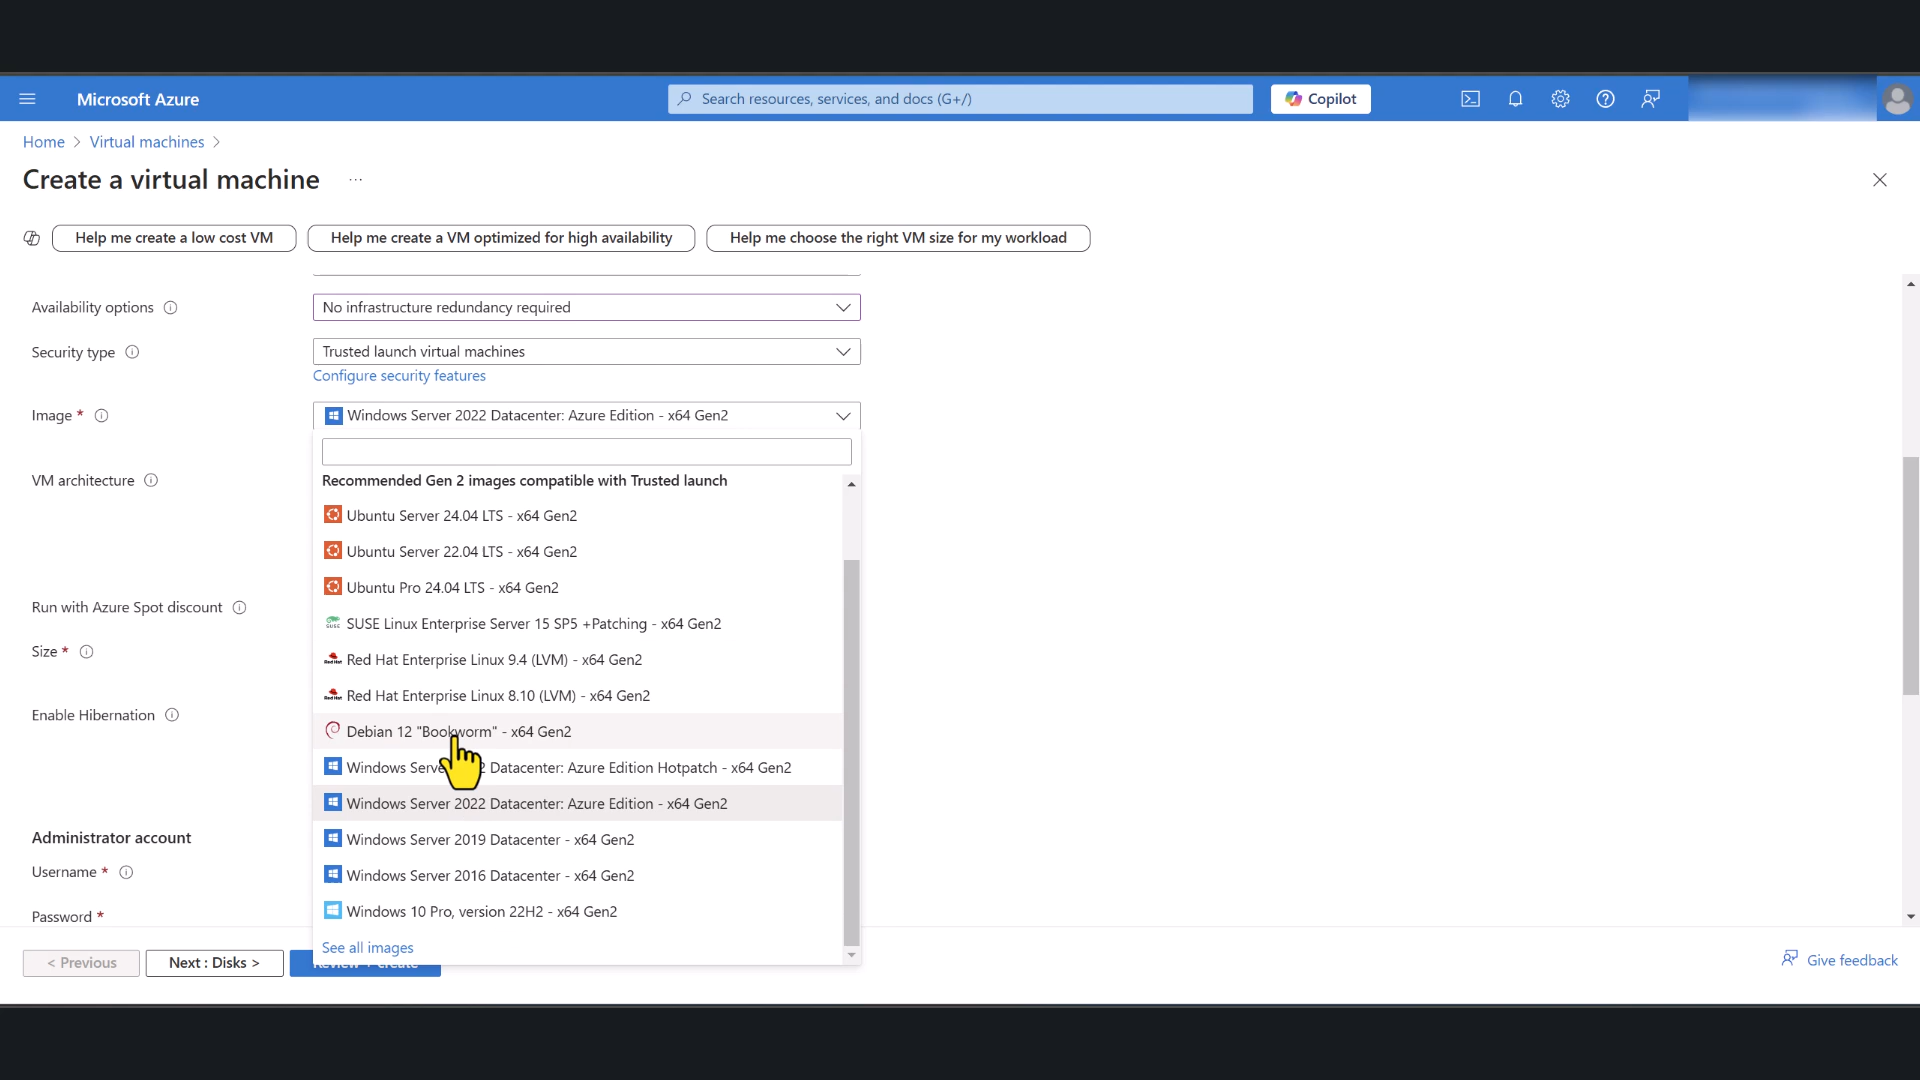 Microsoft Azure
Search resources, services, and docs (G+/)
Copilot
Home > Virtual machines >
Create a virtual machine ...
Help me create a low cost VM
Help me create a VM optimized for high availability
Help me choose the right VM size for my workload
Availability options
No infrastructure redundancy required
Security type
Trusted launch virtual machines
Configure security features
Image *
Windows Server 2022 Datacenter: Azure Edition - x64 Gen2
VM architecture
Recommended Gen 2 images compatible with Trusted launch
Ubuntu Server 24.04 LTS - x64 Gen2
Ubuntu Server 22.04 LTS - x64 Gen2
Ubuntu Pro 24.04 LTS - x64 Gen2
Run with Azure Spot discount
SUSE Linux Enterprise Server 15 SP5 +Patching - x64 Gen2
Size *
Red Hat Enterprise Linux 9.4 (LVM) - x64 Gen2
Red Hat Enterprise Linux 8.10 (LVM) - x64 Gen2
Enable Hibernation
Debian 12 "Bookworm" - x64 Gen2
Windows Serve 2 Datacenter: Azure Edition Hotpatch - x64 Gen2
Windows Server 2022 Datacenter: Azure Edition - x64 Gen2
Administrator account
Windows Server 2019 Datacenter - x64 Gen2
Username *
Windows Server 2016 Datacenter - x64 Gen2
Password *
Windows 10 Pro, version 22H2 - x64 Gen2
See all images
< Previous
Next : Disks >
Review + create
Give feedback